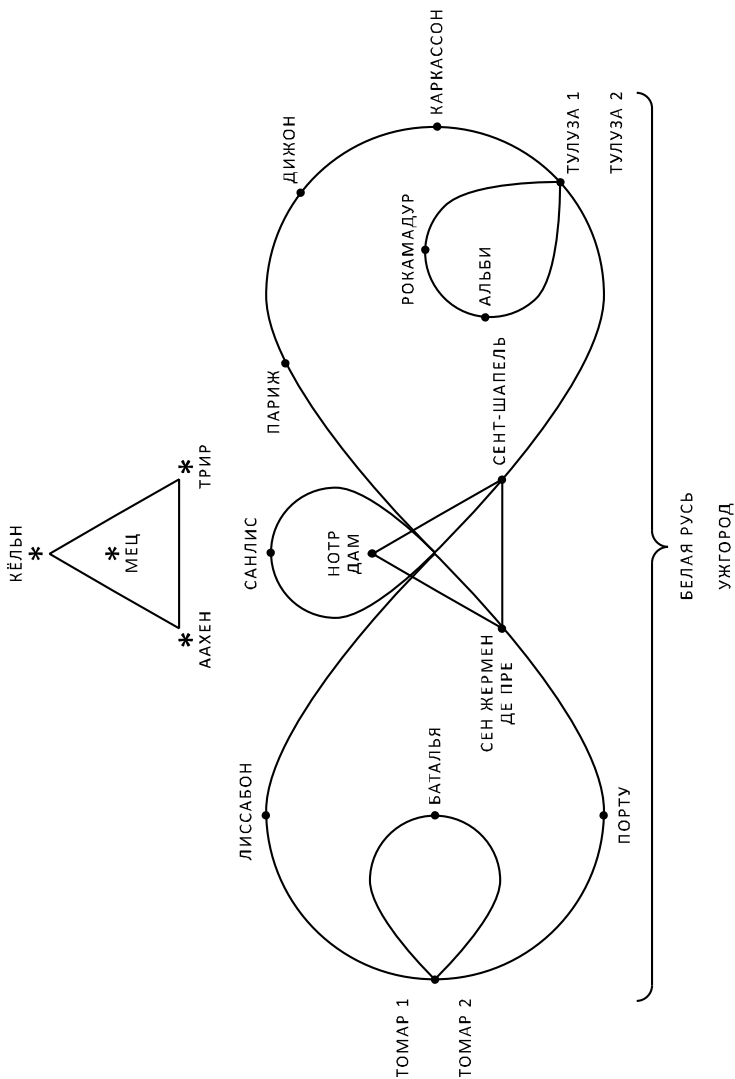 КЁЛЬН
МЕЦ
ААХЕН
ТРИР
САНЛИС
НОТР
ДАМ
ПАРИЖ
ДИЖОН
КАРКАССОН
РОКАМАДУР
АЛЬБИ
ТУЛУЗА 1
ТУЛУЗА 2
СЕНТ-ШАПЕЛЬ
СЕН ЖЕРМЕН
ДЕ ПРЕ
ЛИССАБОН
БАТАЛЬЯ
ТОМАР 1
ТОМАР 2
ПОРТУ
БЕЛАЯ РУСЬ
УЖГОРОД